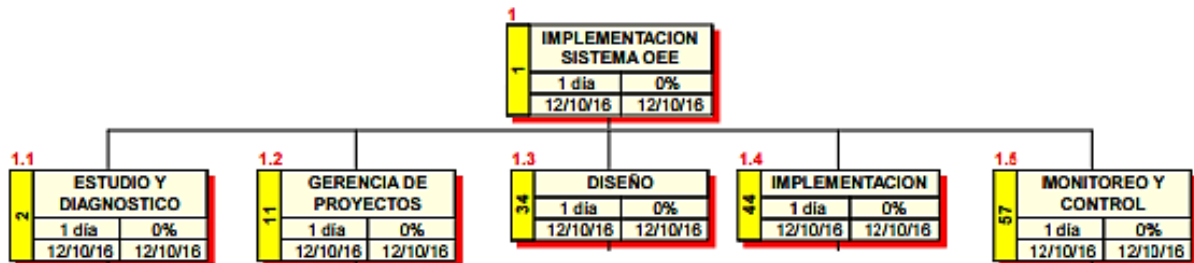 1
1
IMPLEMENTACION
SISTEMA OEE
1 día 0%
12/10/16 12/10/16
1.1
2
ESTUDIO Y
DIAGNOSTICO
1 día 0%
12/10/16 12/10/16
1.2
11
GERENCIA DE
PROYECTOS
1 día 0%
12/10/16 12/10/16
1.3
34
DISEÑO
1 día 0%
12/10/16 12/10/16
1.4
44
IMPLEMENTACION
1 día 0%
12/10/16 12/10/16
1.5
57
MONITOREO Y
CONTROL
1 día 0%
12/10/16 12/10/16